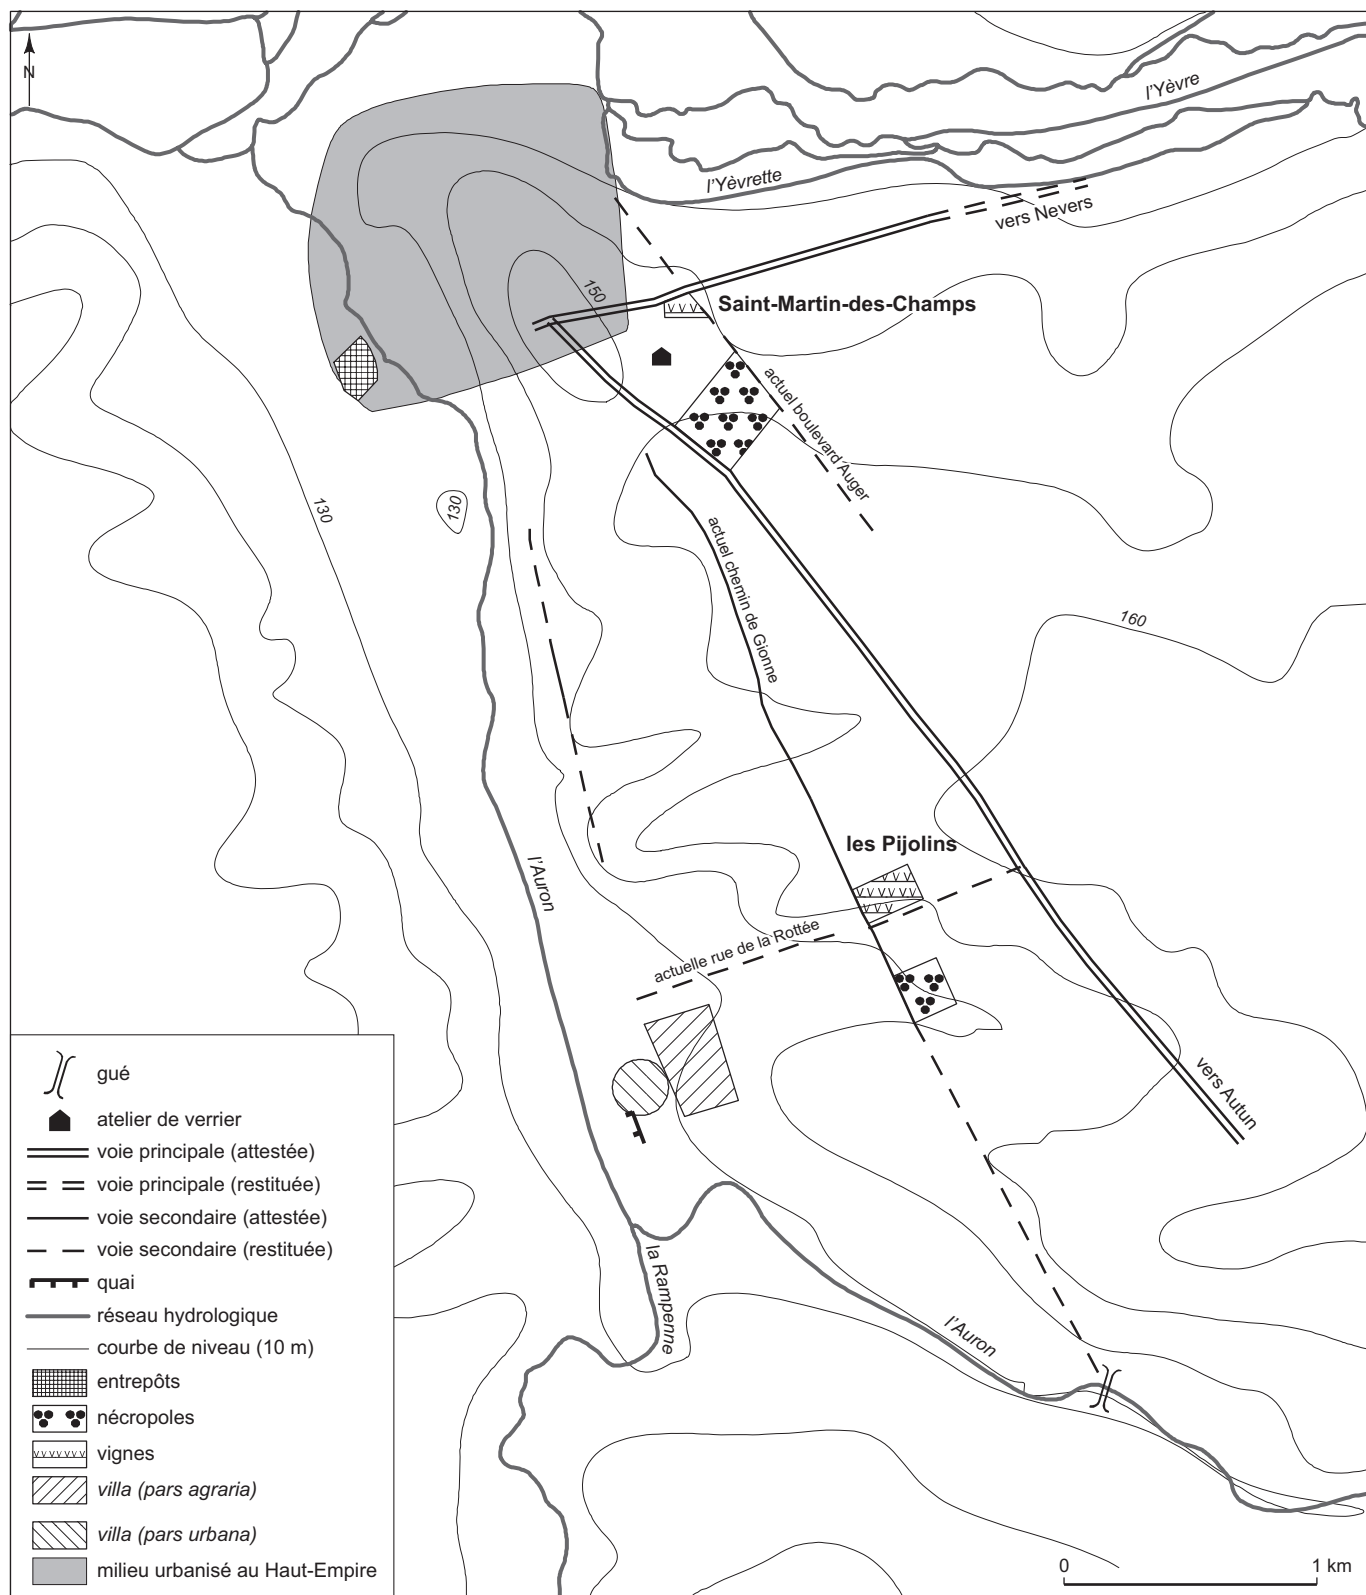 N
l'Yèvre
l'Yèvrette
vers Nevers
150
Saint-Martin-des-Champs
actuel boulevard Auger
130
130
actuel chemin de Gionne
160
les Pijolins
l'Auron
actuelle rue de la Rottée
vers Autun
la Rampenne
l'Auron
gué
atelier de verrier
voie principale (attestée)
voie principale (restituée)
voie secondaire (attestée)
voie secondaire (restituée)
quai
réseau hydrologique
courbe de niveau (10 m)
entrepôts
nécropoles
vignes
villa (pars agraria)
villa (pars urbana)
milieu urbanisé au Haut-Empire
0 1 km